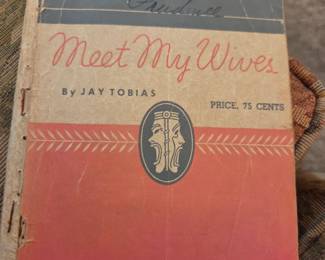 Meet My Wives
By JAY TOBIAS
PRICE, 75 CENTS